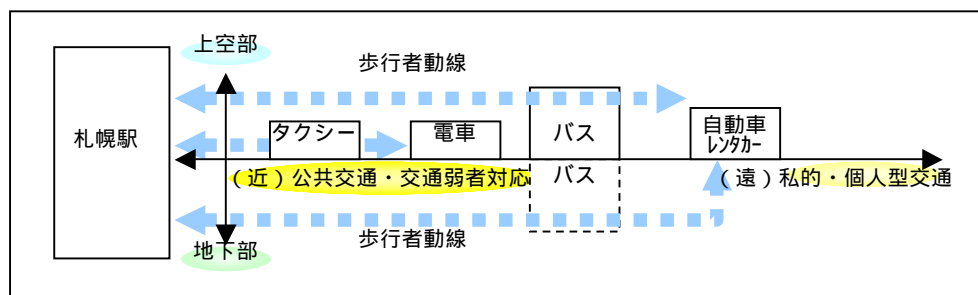 上空部
歩行者動線
札幌駅
タクシー
電車
バス
自動車
レンタカー
（近）公共交通・交通弱者対応
バス
（遠）私的・個人型交通
歩行者動線
地下部